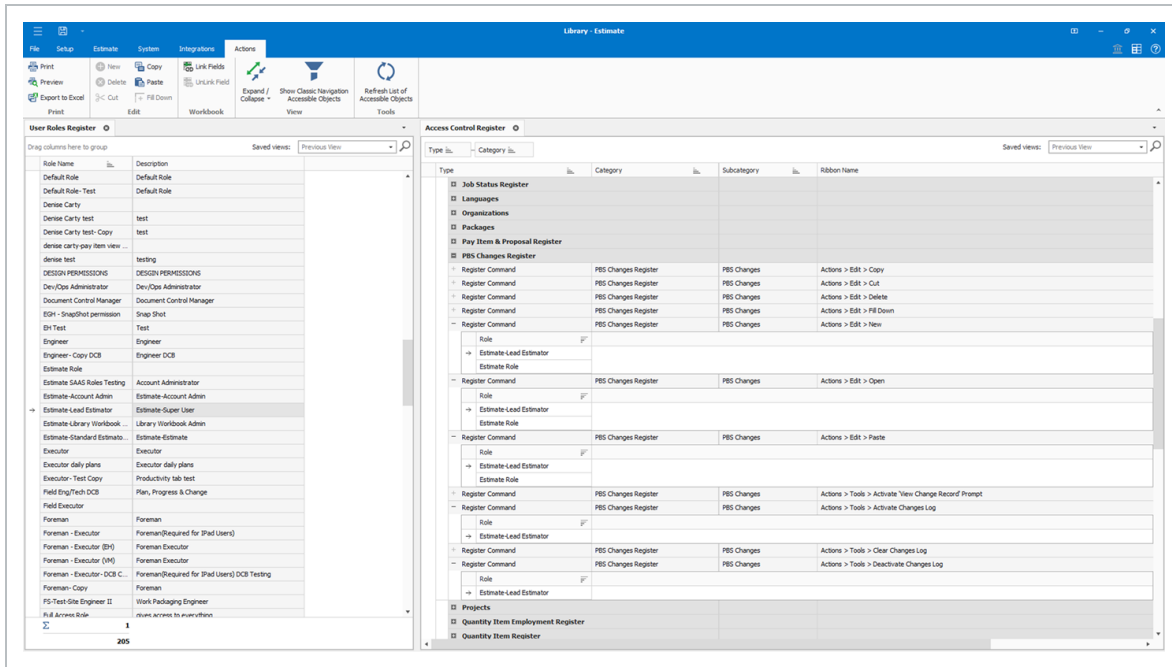 Library - Estimate
File Setup Estimate System Integrations Actions
Print New Copy Link Fields
Preview Delete Paste UnLink Field
Export to Excel Cut Fill Down
Expand / Collapse
Show Classic Navigation Accessible Objects
Refresh List of Accessible Objects
Print Edit Workbook View Tools
User Roles Register
Drag columns here to group Saved views: Previous View
Role Name Description
Default Role Default Role
Default Role- Test Default Role
Denise Carty
Denise Carty test test
Denise Carty test- Copy test
denise carty-pay item view ...
denise test testing
DESIGN PERMISSIONS DESGIN PERMISSIONS
Dev/Ops Administrator Dev/Ops Administrator
Document Control Manager Document Control Manager
EGH - SnapShot permission Snap Shot
EH Test Test
Engineer Engineer
Engineer- Copy DCB Engineer DCB
Estimate Role
Estimate SAAS Roles Testing Account Administrator
Estimate-Account Admin Estimate-Account Admin
Estimate-Lead Estimator Estimate-Super User
Estimate-Library Workbook ... Library Workbook Admin
Estimate-Standard Estimato... Estimate-Estimate
Executor Executor
Executor daily plans Executor daily plans
Executor- Test Copy Productivity tab test
Field Eng/Tech DCB Plan, Progress & Change
Field Executor
Foreman Foreman
Foreman - Executor Foreman(Required for IPad Users)
Foreman - Executor (EH) Foreman Executor
Foreman - Executor (VM) Foreman Executor
Foreman - Executor- DCB C... Foreman(Required for IPad Users) DCB Testing
Foreman- Copy Foreman
FS-Test-Site Engineer II Work Packaging Engineer
Full Access Role gives access to everything
Σ 1
205
Access Control Register
Type Category Saved views: Previous View
Type Category Subcategory Ribbon Name
Job Status Register
Languages
Organizations
Packages
Pay Item & Proposal Register
PBS Changes Register
Register Command PBS Changes Register PBS Changes Actions > Edit > Copy
Register Command PBS Changes Register PBS Changes Actions > Edit > Cut
Register Command PBS Changes Register PBS Changes Actions > Edit > Delete
Register Command PBS Changes Register PBS Changes Actions > Edit > Fill Down
Register Command PBS Changes Register PBS Changes Actions > Edit > New
Role
Estimate-Lead Estimator
Estimate Role
Register Command PBS Changes Register PBS Changes Actions > Edit > Open
Role
Estimate-Lead Estimator
Estimate Role
Register Command PBS Changes Register PBS Changes Actions > Edit > Paste
Role
Estimate-Lead Estimator
Estimate Role
Register Command PBS Changes Register PBS Changes Actions > Tools > Activate 'View Change Record' Prompt
Register Command PBS Changes Register PBS Changes Actions > Tools > Activate Changes Log
Role
Estimate-Lead Estimator
Register Command PBS Changes Register PBS Changes Actions > Tools > Clear Changes Log
Register Command PBS Changes Register PBS Changes Actions > Tools > Deactivate Changes Log
Role
Estimate-Lead Estimator
Projects
Quantity Item Employment Register
Quantity Item Register